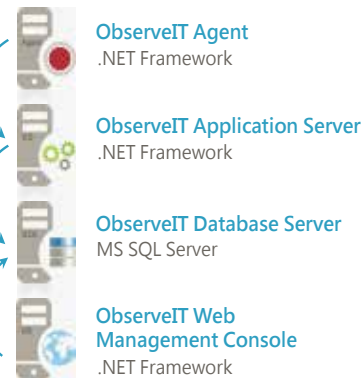 ObserveIT Agent
.NET Framework
ObserveIT Application Server
.NET Framework
ObserveIT Database Server
MS SQL Server
ObserveIT Web
Management Console
.NET Framework